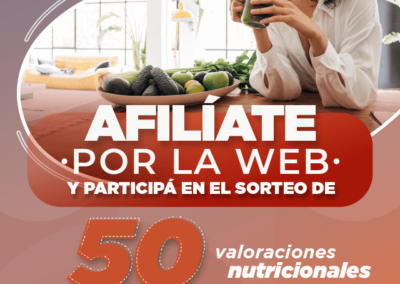 AFILÍATE
·POR LA WEB·
Y PARTICIPÁ EN EL SORTEO DE
50 valoraciones
nutricionales